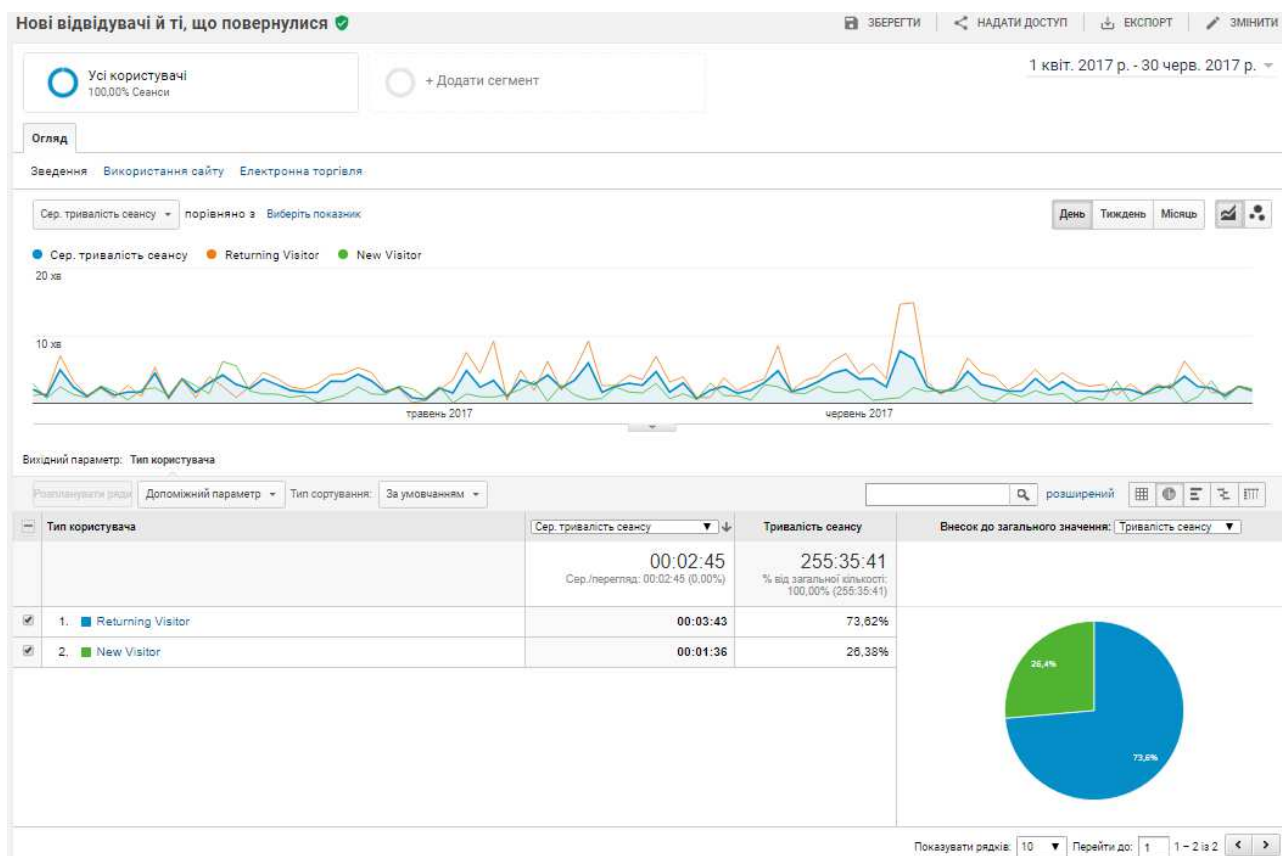 Нові відвідувачі й ті, що повернулися
ЗБЕРЕГТИ НАДАТИ ДОСТУП ЕКСПОРТ ЗМІНИТИ
Усі користувачі
100,00% Сеанси
+ Додати сегмент
1 квіт. 2017 р. - 30 черв. 2017 р.
Огляд
Зведення Використання сайту Електронна торгівля
Сер. тривалість сеансу порівняно з Виберіть показник
День Тиждень Місяць
Сер. тривалість сеансу Returning Visitor New Visitor
20 хв
10 хв
травень 2017 червень 2017
Вихідний параметр: Тип користувача
Розпланувати ряди Допоміжний параметр Тип сортування: За умовчанням розширений
Тип користувача Сер. тривалість сеансу Тривалість сеансу Внесок до загального значення: Тривалість сеансу
00:02:45 255:35:41
Сер./перегляд: 00:02:45 (0,00%) % від загальної кількості:
100,00% (255:35:41)
1. Returning Visitor 00:03:43 73,62%
2. New Visitor 00:01:36 26,38%
26,4%
73,6%
Показувати рядків: 10 Перейти до: 1 1 – 2 із 2